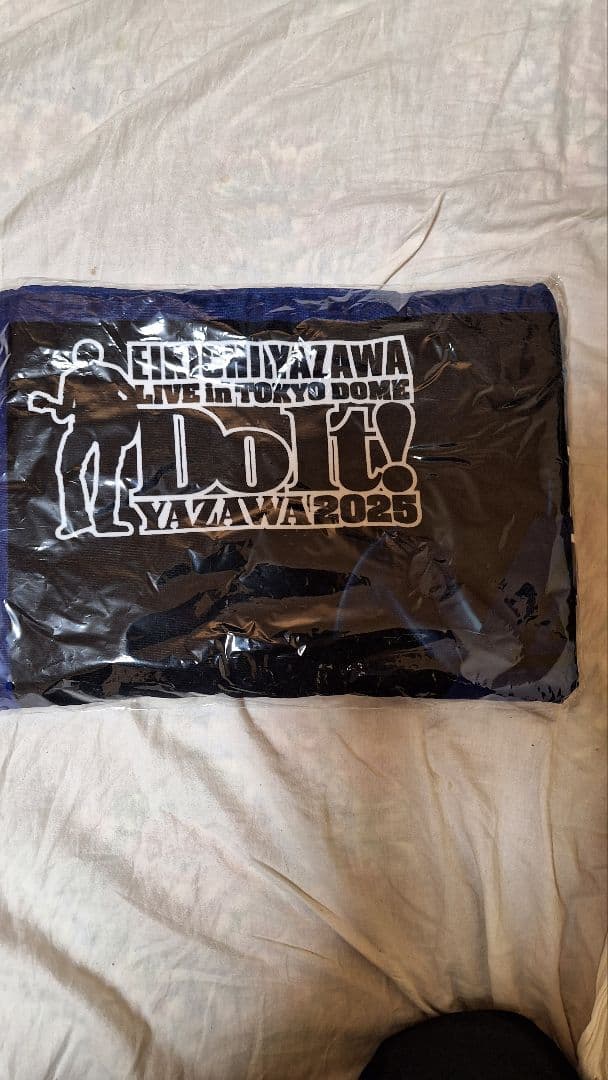 EIKICHI YAZAWA
LIVE in TOKYO DOME
Do It!
YAZAWA 2025